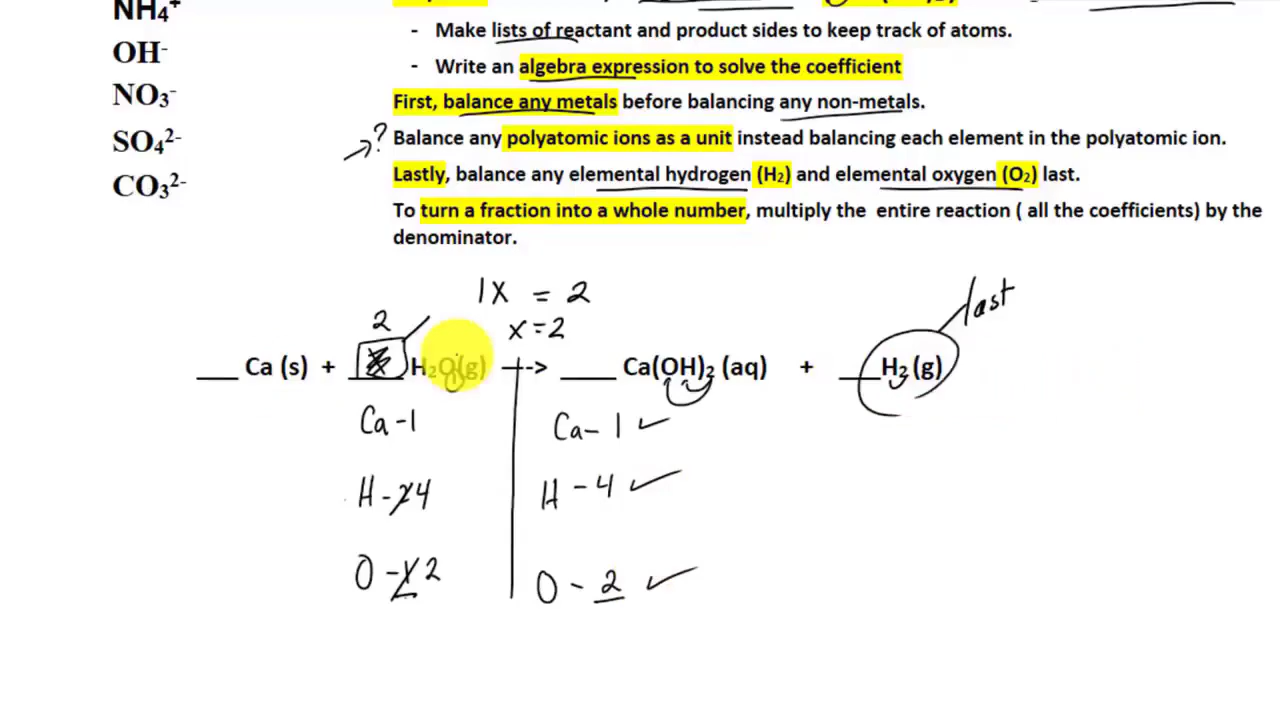 NH₄⁺
OH⁻
NO₃⁻
SO₄²⁻
CO₃²⁻
- Make lists of reactant and product sides to keep track of atoms.
- Write an algebra expression to solve the coefficient
First, balance any metals before balancing any non-metals.
? Balance any polyatomic ions as a unit instead balancing each element in the polyatomic ion.
Lastly, balance any elemental hydrogen (H₂) and elemental oxygen (O₂) last.
To turn a fraction into a whole number, multiply the entire reaction ( all the coefficients) by the
denominator.
1X = 2
last
2
x=2
___ Ca (s) + ____ H₂O(g) --> ____ Ca(OH)₂ (aq) + ___H₂ (g)
Ca -1 Ca- 1 ✓
H - 2 4 H - 4 ✓
O - 1 2 O - 2 ✓